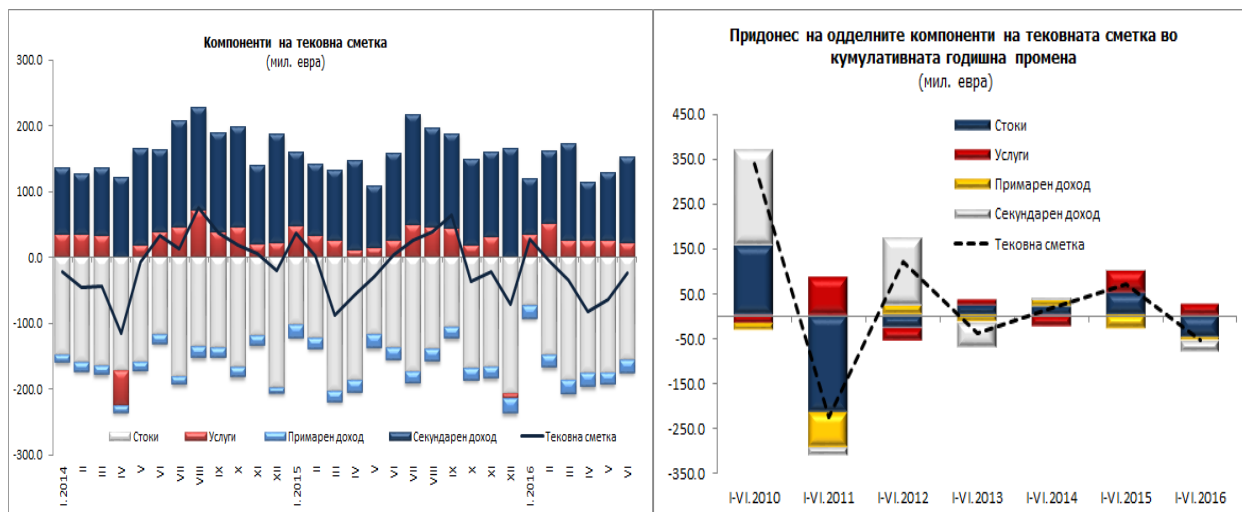 Компоненти на тековна сметка
(мил. евра)
300.0
200.0
100.0
0.0
-100.0
-200.0
-300.0
Стоки
Услуги
Примарен доход
Секундарен доход
Тековна сметка
I.2014
II
III
IV
V
VI
VII
VIII
IX
X
XI
XII
I.2015
II
III
IV
V
VI
VII
VIII
IX
X
XI
XII
I.2016
II
III
IV
V
VI
Придонес на одделните компоненти на тековната сметка во
кумулативната годишна промена
(мил. евра)
450.0
350.0
250.0
150.0
50.0
-50.0
-150.0
-250.0
-350.0
Стоки
Услуги
Примарен доход
Секундарен доход
Тековна сметка
I-VI.2010
I-VI.2011
I-VI.2012
I-VI.2013
I-VI.2014
I-VI.2015
I-VI.2016